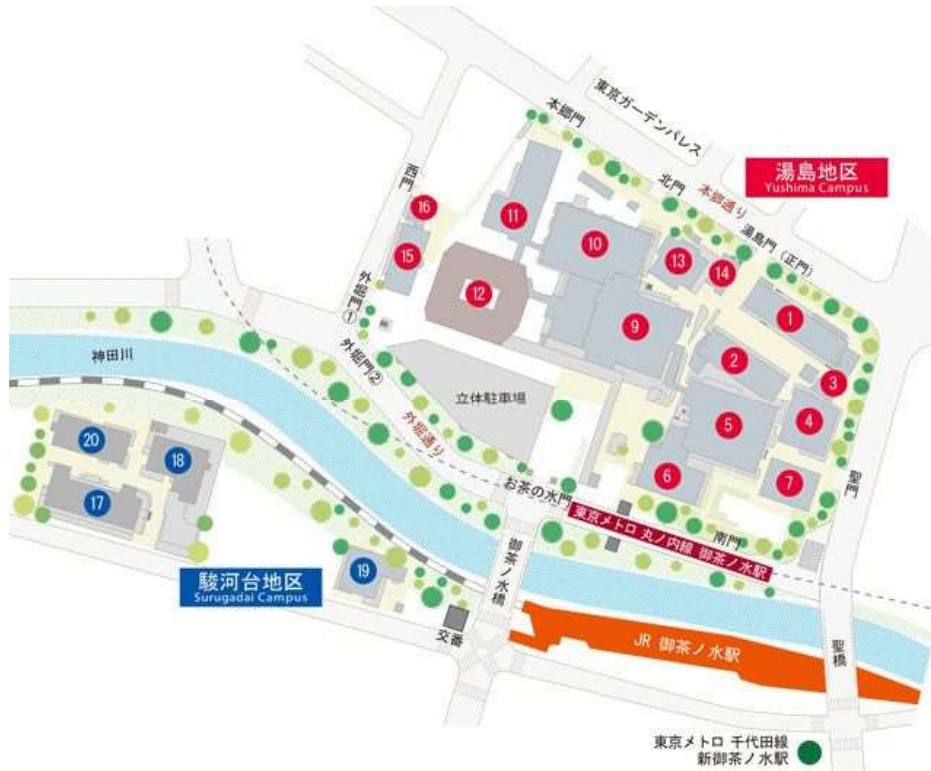 本郷門
東京ガーデンパレス
湯島地区
Yushima Campus
西門
北門
本郷通り
湯島門（正門）
16
11
15
10
13
14
12
1
外堀門①
9
2
3
外堀門②
神田川
立体駐車場
4
5
外堀通り
20
18
6
7
聖門
17
お茶の水門
東京メトロ 丸ノ内線 御茶ノ水駅
南門
御茶ノ水橋
19
駿河台地区
Surugadai Campus
交番
JR 御茶ノ水駅
聖橋
東京メトロ 千代田線
新御茶ノ水駅